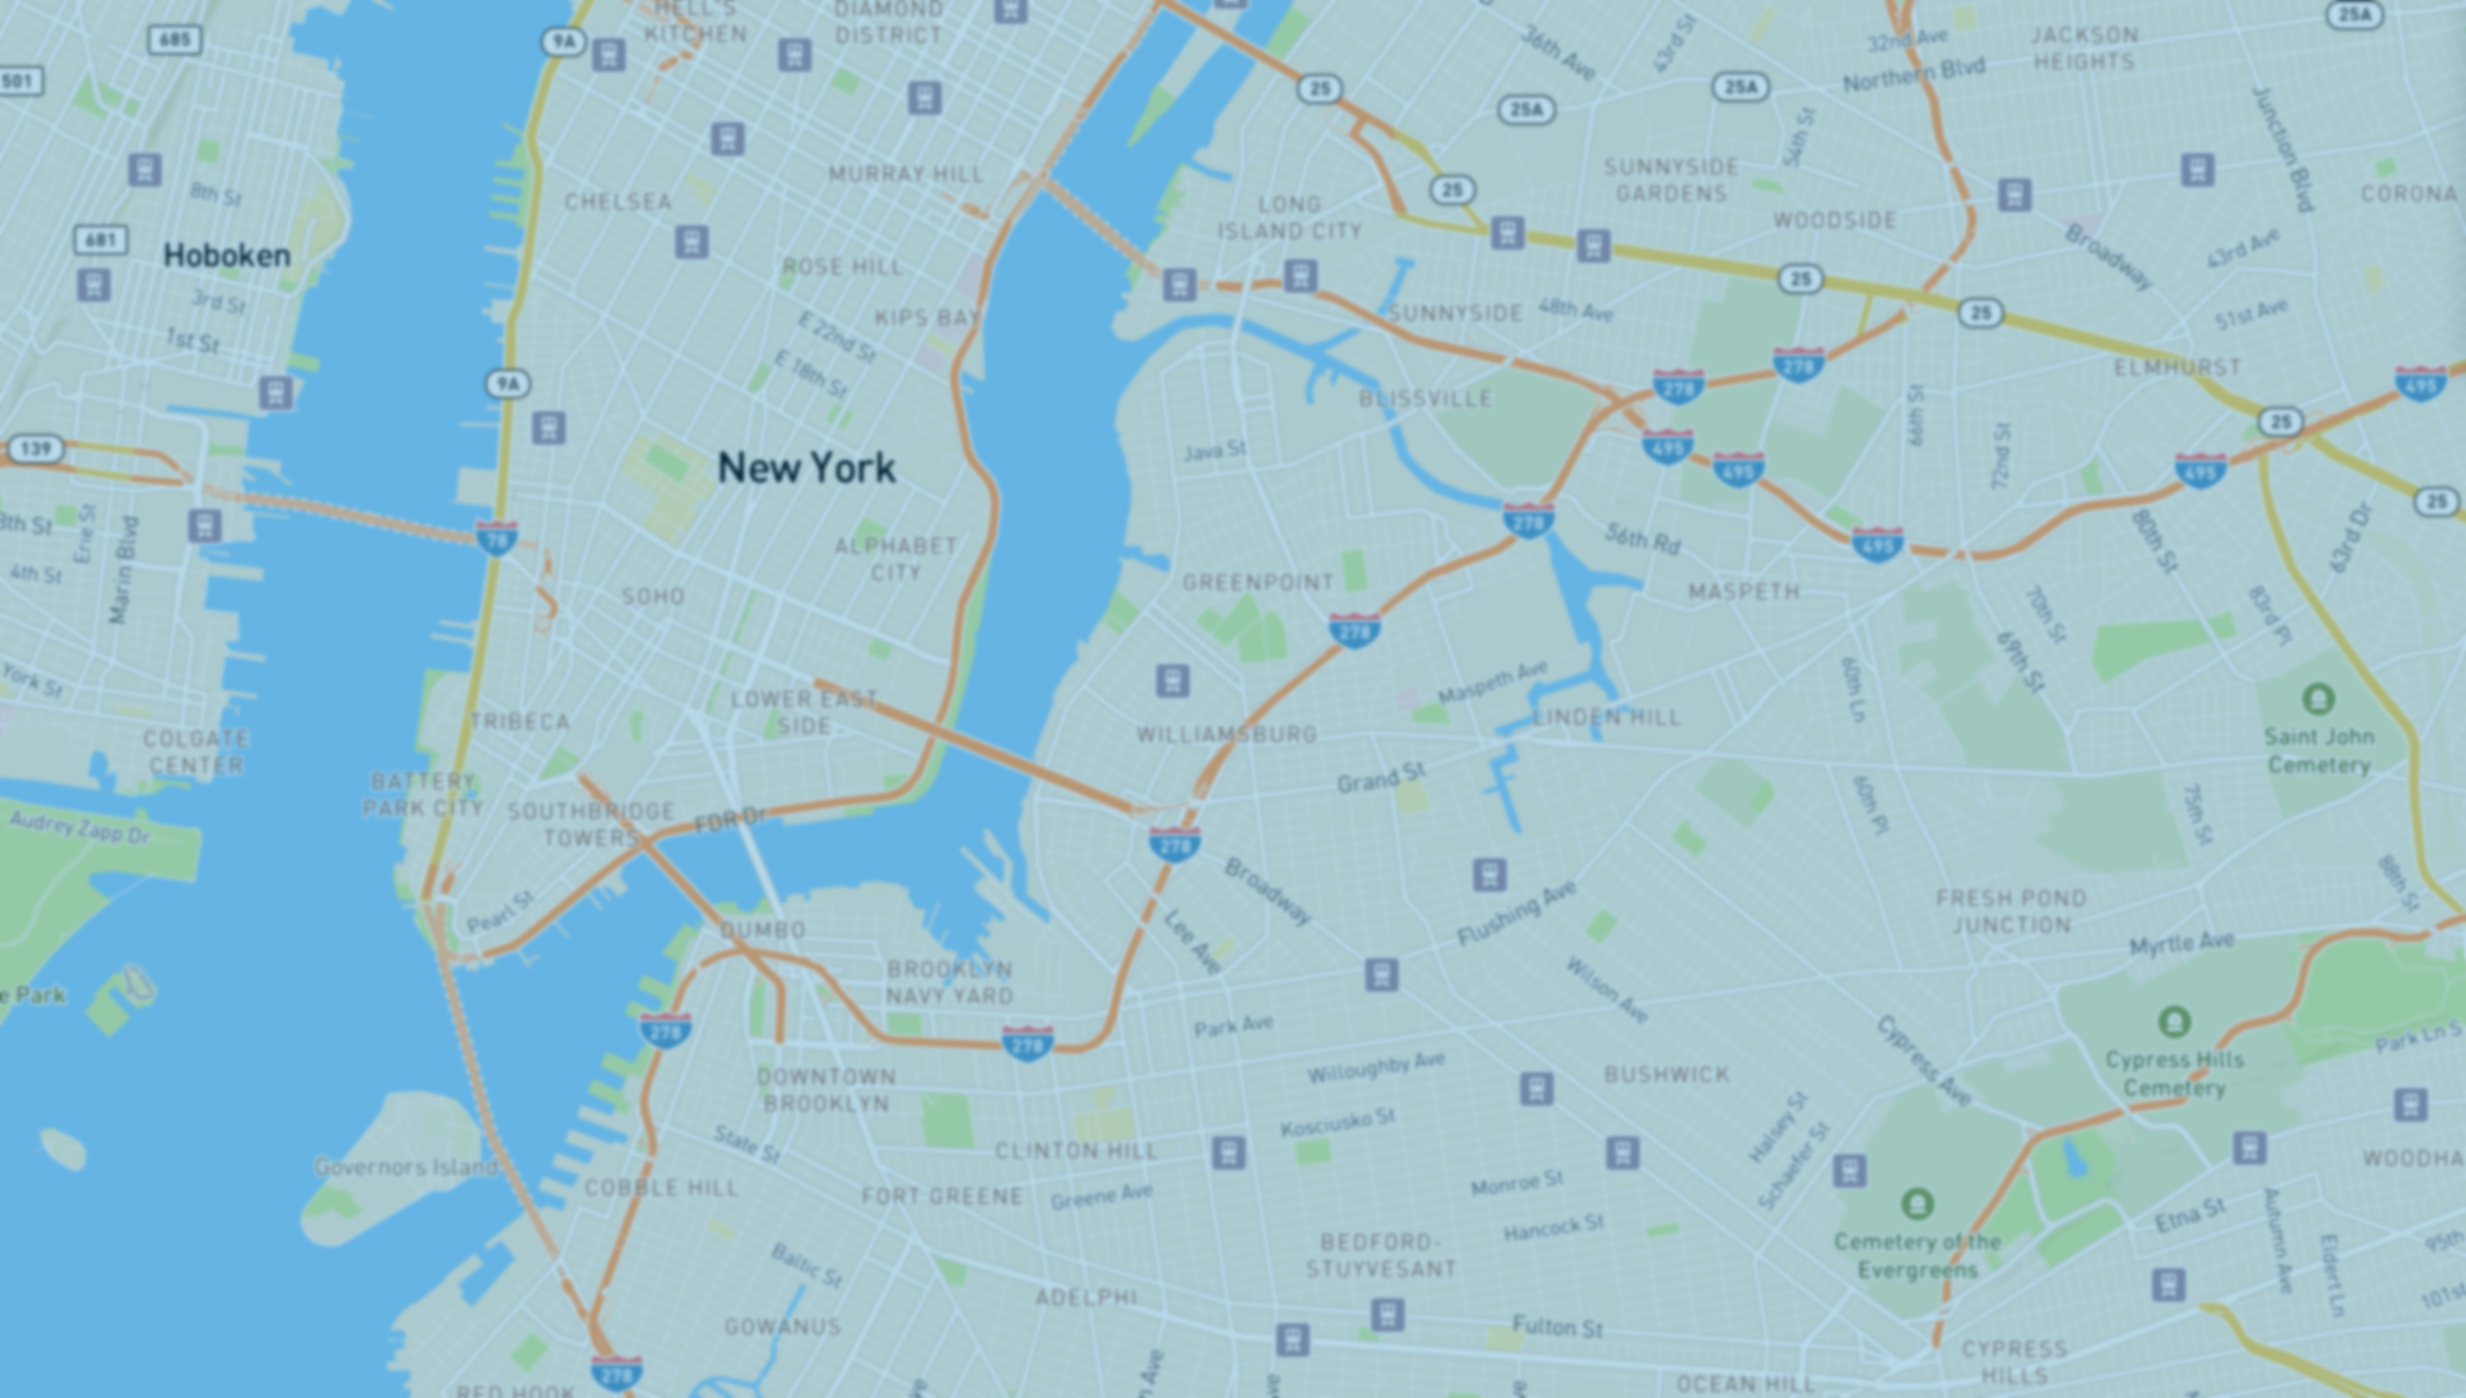 685
9A
HELL'S
KITCHEN
DIAMOND
DISTRICT
36th Ave
43rd St
32nd Ave
JACKSON
HEIGHTS
25A
501
25
25A
25A
Northern Blvd
Junction Blvd
54th St
8th St
CHELSEA
MURRAY HILL
25
SUNNYSIDE
GARDENS
WOODSIDE
CORONA
681
Hoboken
LONG
ISLAND CITY
Broadway
43rd Ave
3rd St
1st St
ROSE HILL
KIPS BAY
E 22nd St
E 18th St
SUNNYSIDE
48th Ave
25
25
51st Ave
9A
BLISSVILLE
278
278
66th St
72nd St
ELMHURST
495
139
New York
Java St
495
495
495
25
25
8th St
Erie St
Marin Blvd
4th St
78
SOHO
ALPHABET
CITY
278
56th Rd
495
80th St
63rd Dr
GREENPOINT
278
MASPETH
70th St
69th St
83rd Pl
York St
COLGATE
CENTER
TRIBECA
LOWER EAST
SIDE
WILLIAMSBURG
Maspeth Ave
LINDEN HILL
60th Ln
Saint John
Cemetery
BATTERY
PARK CITY
SOUTHBRIDGE
TOWERS
FDR Dr
Grand St
60th Pl
75th St
Audrey Zapp Dr
278
Broadway
Flushing Ave
88th St
Pearl St
DUMBO
Lee Ave
FRESH POND
JUNCTION
Myrtle Ave
e Park
BROOKLYN
NAVY YARD
Wilson Ave
278
278
Park Ave
Cypress Ave
Cypress Hills
Cemetery
Park Ln S
DOWNTOWN
BROOKLYN
Willoughby Ave
BUSHWICK
Kosciusko St
Halsey St
Schaefer St
State St
CLINTON HILL
WOODHA
Governors Island
COBBLE HILL
FORT GREENE
Greene Ave
Monroe St
Hancock St
Cemetery of the
Evergreens
Etna St
Autumn Ave
Eldert Ln
95th
Baltic St
BEDFORD-
STUYVESANT
ADELPHI
101st
GOWANUS
Fulton St
CYPRESS
HILLS
278
RED HOOK
n Ave
ve
ve
ve
OCEAN HILL